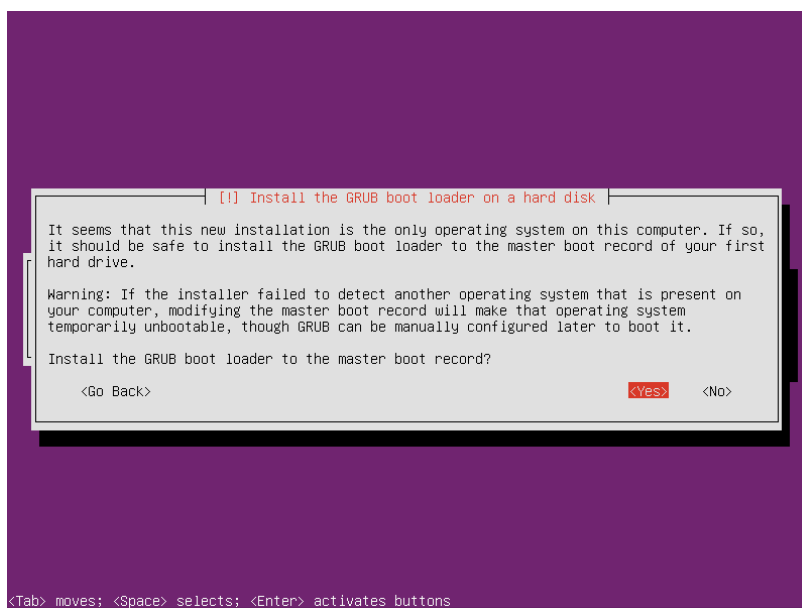 [!] Install the GRUB boot loader on a hard disk
It seems that this new installation is the only operating system on this computer. If so,
it should be safe to install the GRUB boot loader to the master boot record of your first
hard drive.
Warning: If the installer failed to detect another operating system that is present on
your computer, modifying the master boot record will make that operating system
temporarily unbootable, though GRUB can be manually configured later to boot it.
Install the GRUB boot loader to the master boot record?
<Go Back> <Yes> <No>
<Tab> moves; <Space> selects; <Enter> activates buttons